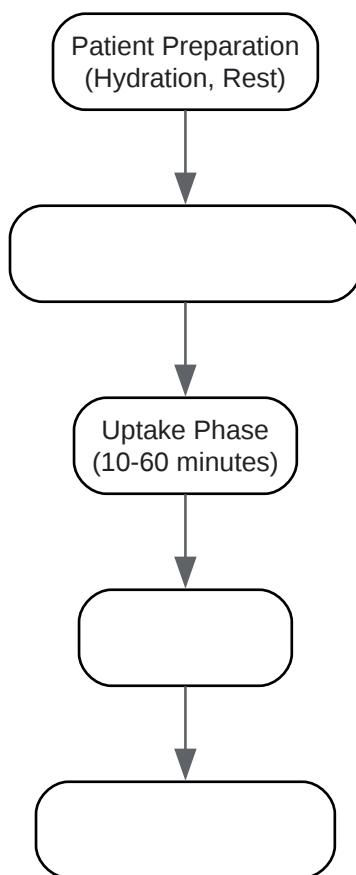 Patient Preparation
(Hydration, Rest)
Uptake Phase
(10-60 minutes)